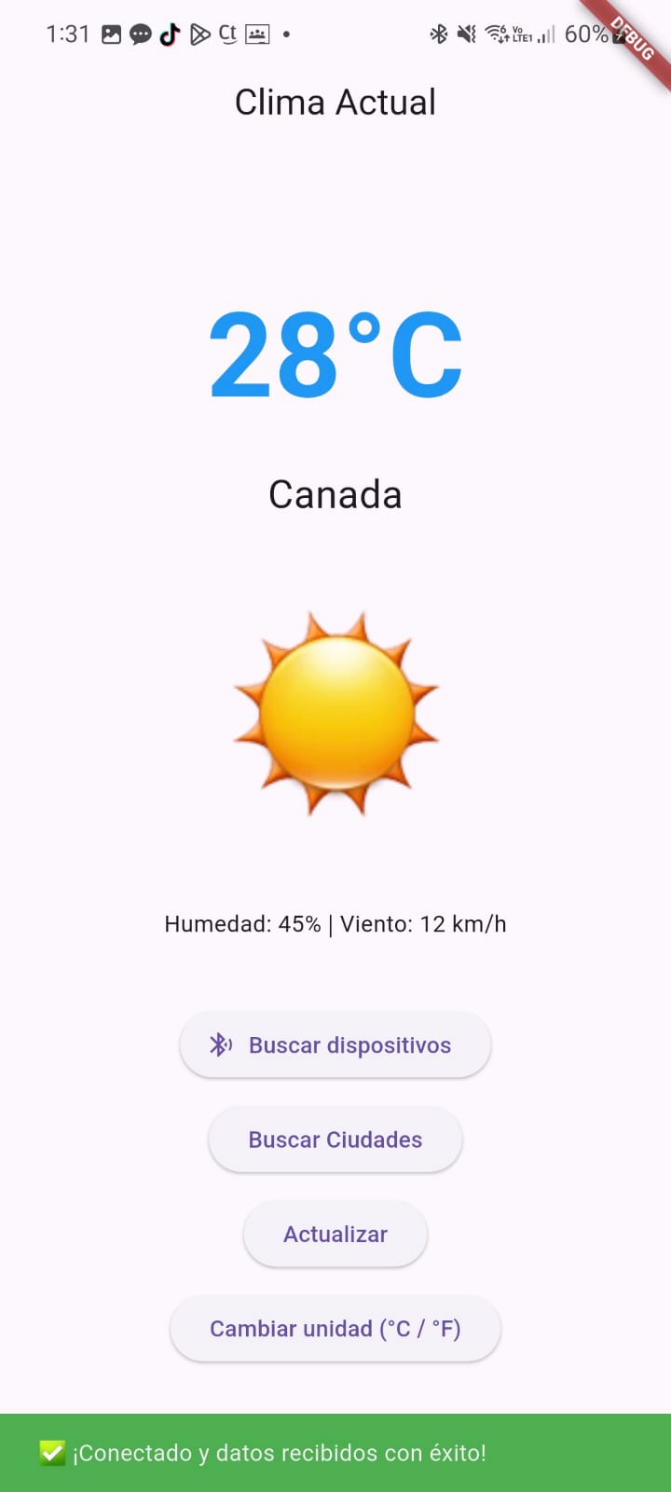 1:31 Ct 60%
DEBUG
Clima Actual
28°C
Canada
Humedad: 45% | Viento: 12 km/h
Buscar dispositivos
Buscar Ciudades
Actualizar
Cambiar unidad (°C / °F)
¡Conectado y datos recibidos con éxito!